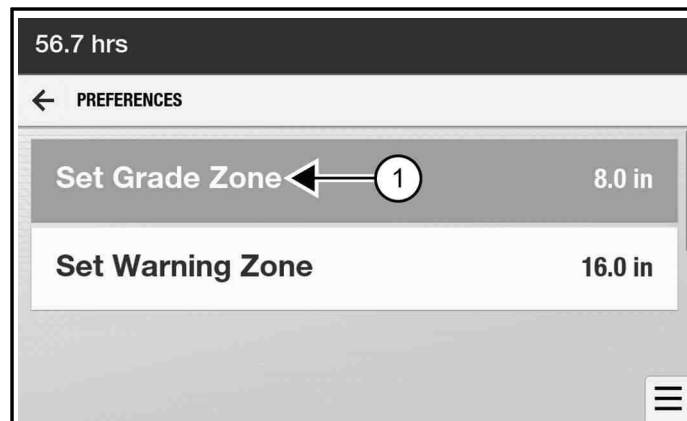 56.7 hrs
PREFERENCES
Set Grade Zone 1 8.0 in
Set Warning Zone 16.0 in